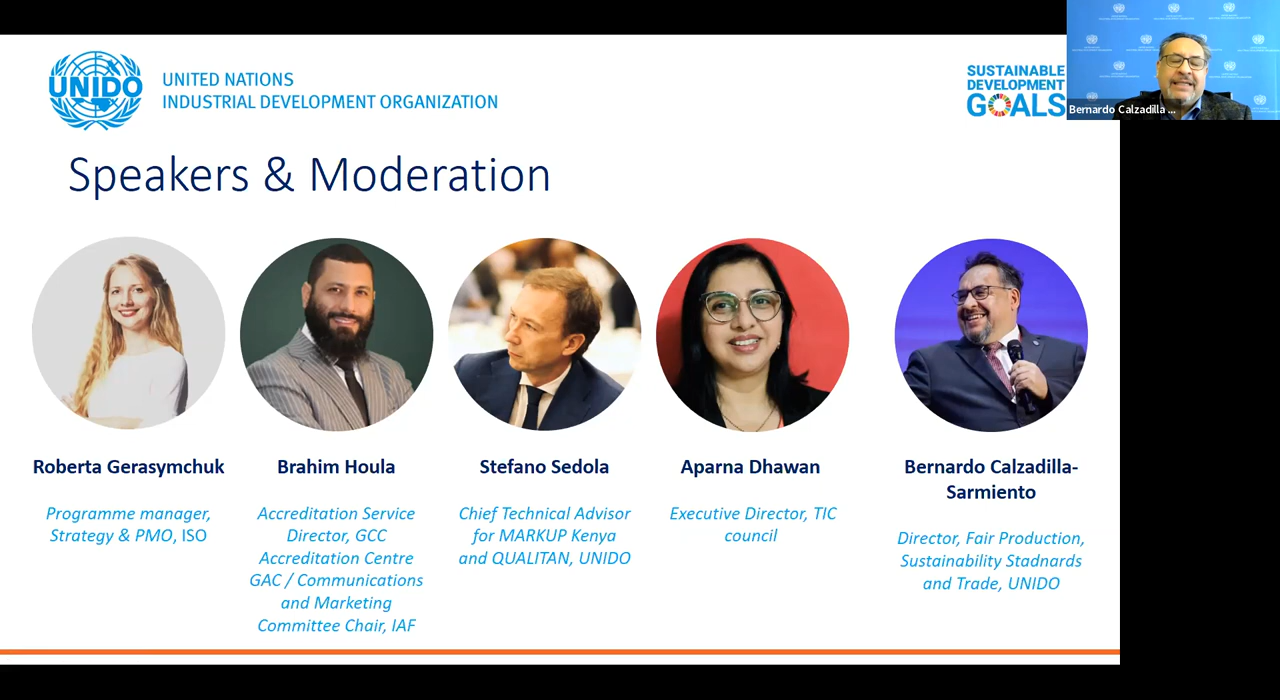 UNIDO
UNITED NATIONS
INDUSTRIAL DEVELOPMENT ORGANIZATION
SUSTAINABLE
DEVELOPMENT
GOALS
Bernardo Calzadilla ...
Speakers & Moderation
Roberta Gerasymchuk
Programme manager,
Strategy & PMO, ISO
Brahim Houla
Accreditation Service
Director, GCC
Accreditation Centre
GAC / Communications
and Marketing
Committee Chair, IAF
Stefano Sedola
Chief Technical Advisor
for MARKUP Kenya
and QUALITAN, UNIDO
Aparna Dhawan
Executive Director, TIC
council
Bernardo Calzadilla-
Sarmiento
Director, Fair Production,
Sustainability Stadnards
and Trade, UNIDO